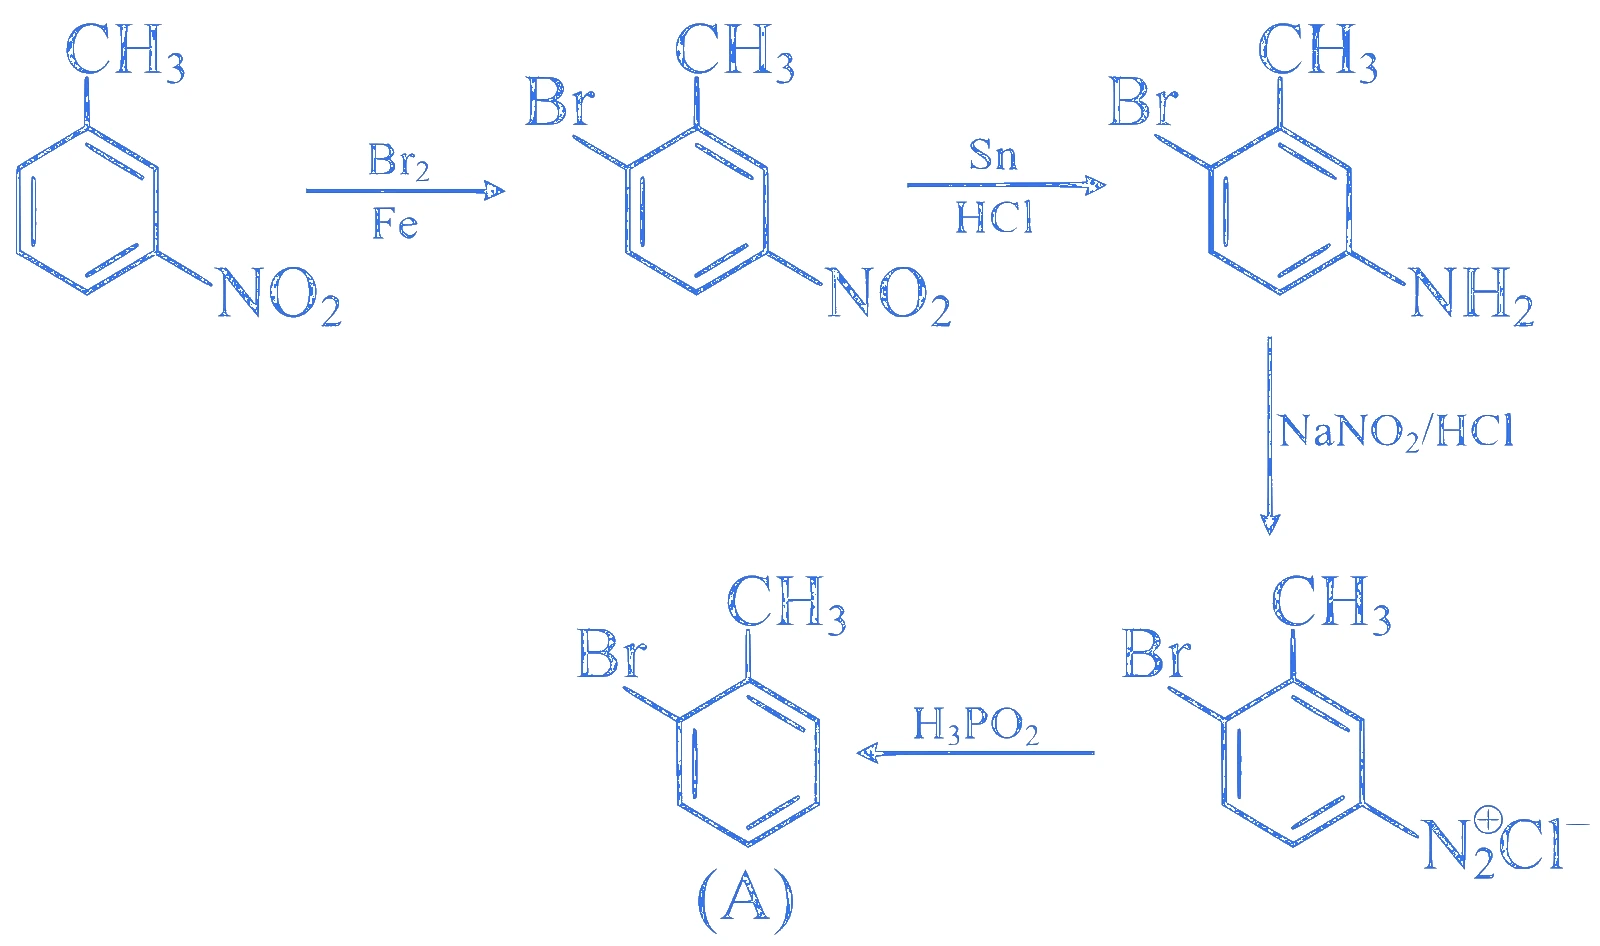 CH₃
NO₂
Br₂
Fe
Br
CH₃
NO₂
Sn
HCl
Br
CH₃
NH₂
NaNO₂/HCl
Br
CH₃
N₂⊕Cl⁻
H₃PO₂
Br
CH₃
(A)